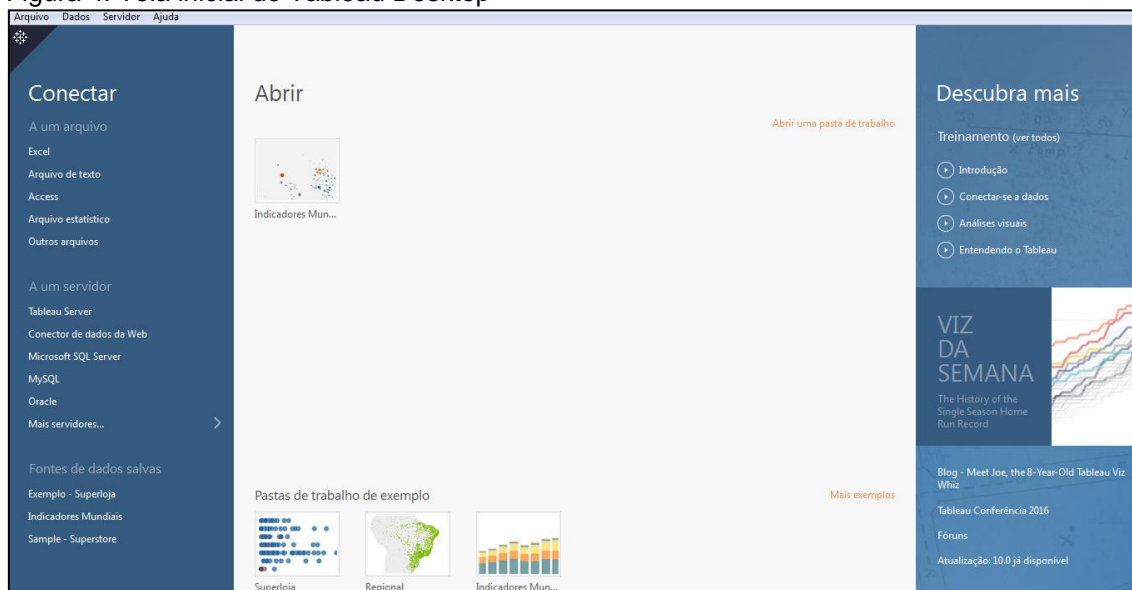 Figura 4: Tela inicial do Tableau Desktop
Arquivo Dados Servidor Ajuda
Conectar
A um arquivo
Excel
Arquivo de texto
Access
Arquivo estatístico
Outros arquivos
A um servidor
Tableau Server
Conector de dados da Web
Microsoft SQL Server
MySQL
Oracle
Mais servidores...
Fontes de dados salvas
Exemplo - Superloja
Indicadores Mundiais
Sample - Superstore
Abrir
Abrir uma pasta de trabalho
Indicadores Mun...
Pastas de trabalho de exemplo
Mais exemplos
Superloja
Regional
Indicadores Mun...
Descubra mais
Treinamento (ver todos)
Introdução
Conectar-se a dados
Análises visuais
Entendendo o Tableau
VIZ
DA
SEMANA
The History of the
Single Season Home
Run Record
Blog - Meet Joe, the 8-Year-Old Tableau Viz
Whiz
Tableau Conferência 2016
Fóruns
Atualização: 10.0 já disponível